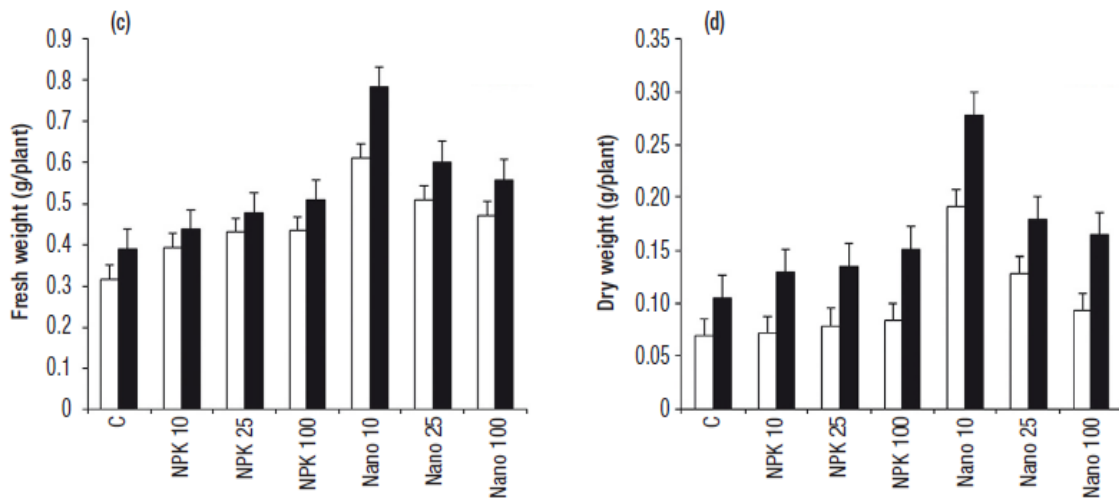 (c)
Fresh weight (g/plant)
0.9
0.8
0.7
0.6
0.5
0.4
0.3
0.2
0.1
0
C
NPK 10
NPK 25
NPK 100
Nano 10
Nano 25
Nano 100
(d)
Dry weight (g/plant)
0.35
0.30
0.25
0.20
0.15
0.10
0.05
0
C
NPK 10
NPK 25
NPK 100
Nano 10
Nano 25
Nano 100